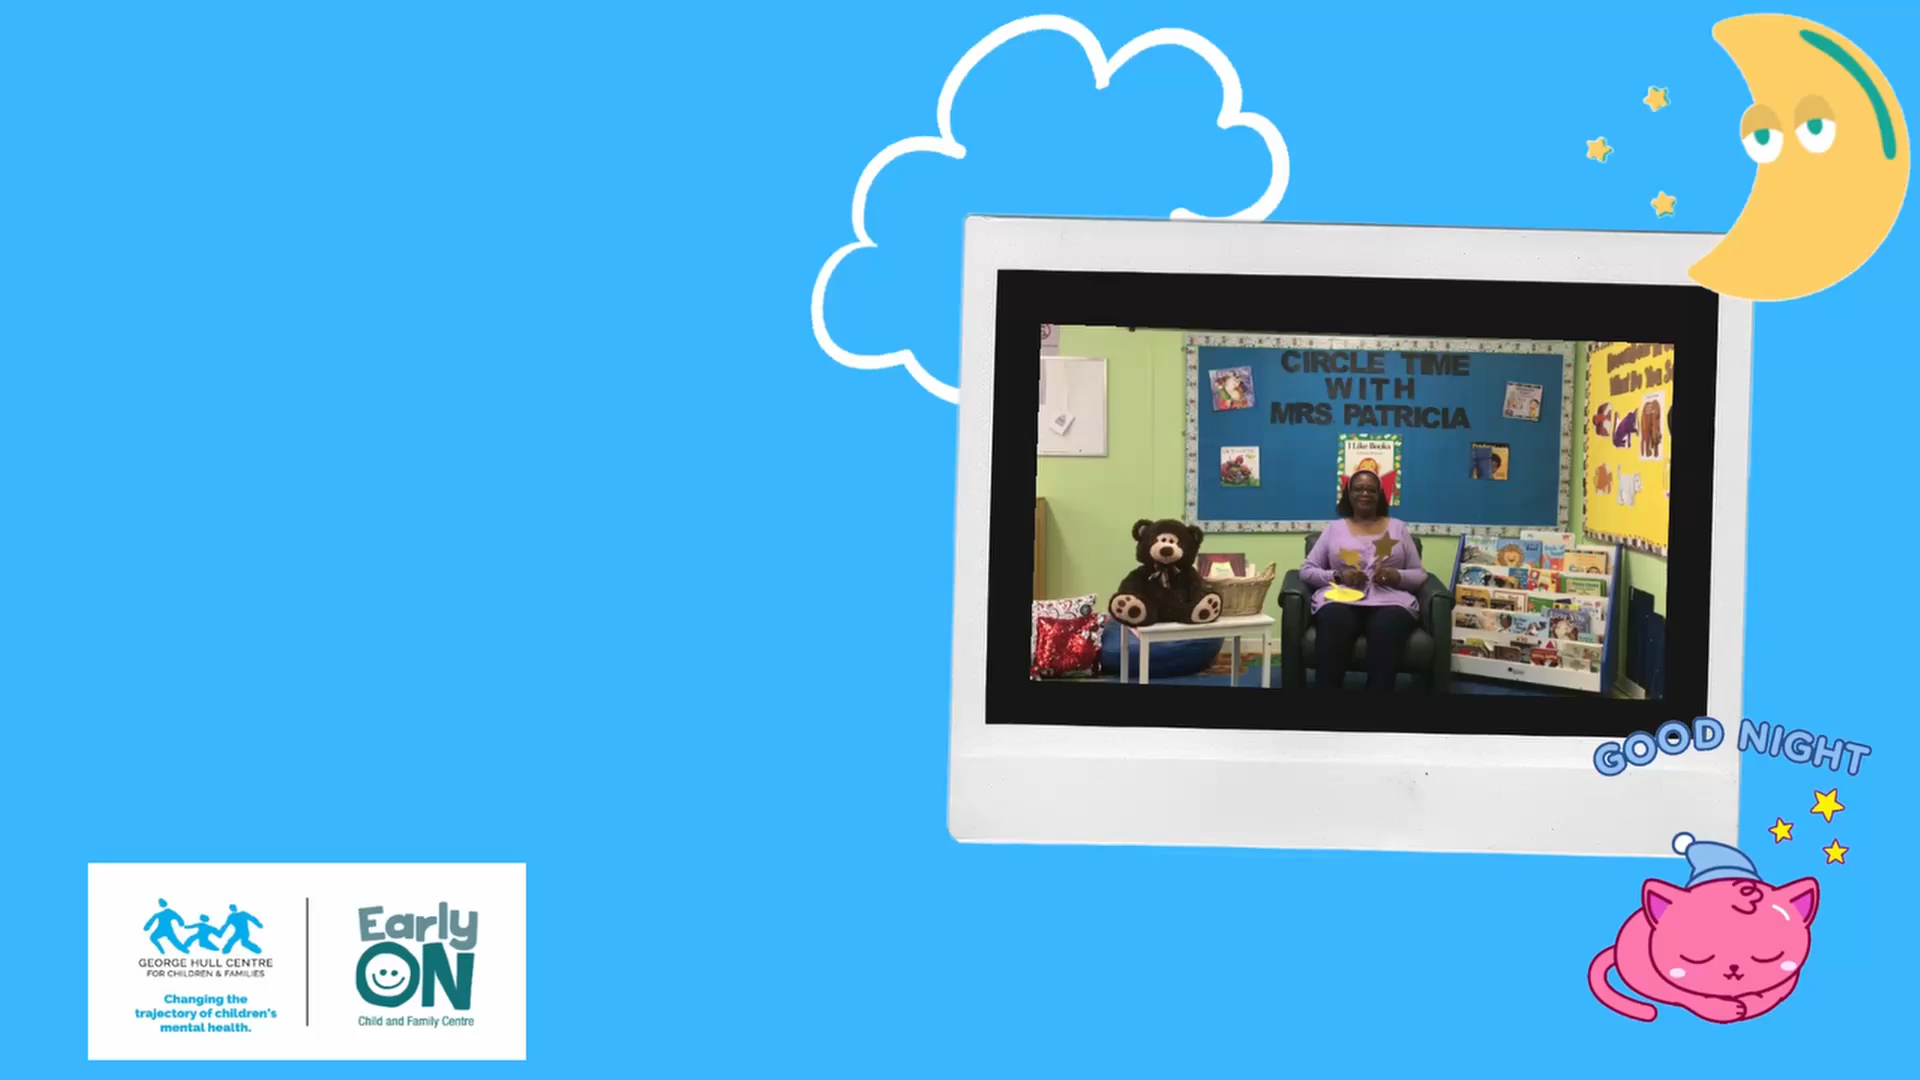 CIRCLE TIME
WITH
MRS. PATRICIA
I Like Books
GOOD NIGHT
GEORGE HULL CENTRE
FOR CHILDREN & FAMILIES
Changing the
trajectory of children's
mental health.
Early
ON
Child and Family Centre